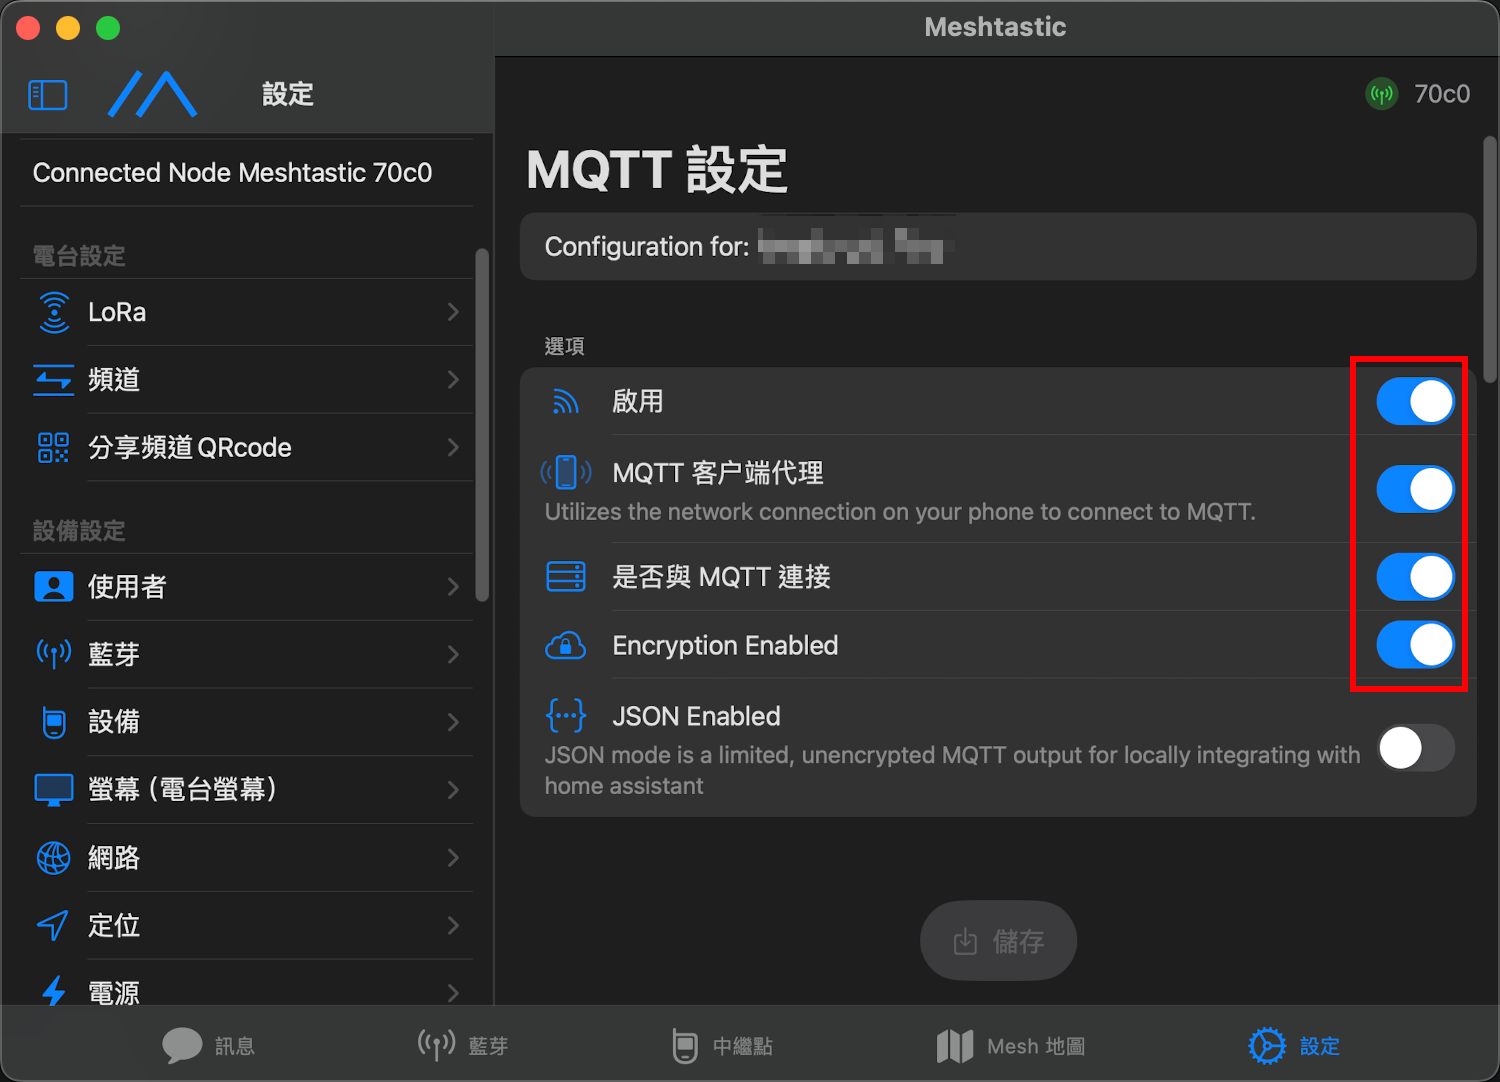 Meshtastic
設定
70c0
Connected Node Meshtastic 70c0
電台設定
LoRa
頻道
分享頻道 QRcode
設備設定
使用者
藍芽
設備
螢幕 (電台螢幕)
網路
定位
電源
MQTT 設定
Configuration for:
選項
啟用
MQTT 客户端代理
Utilizes the network connection on your phone to connect to MQTT.
是否與 MQTT 連接
Encryption Enabled
JSON Enabled
JSON mode is a limited, unencrypted MQTT output for locally integrating with
home assistant
儲存
訊息
藍芽
中繼點
Mesh 地圖
設定